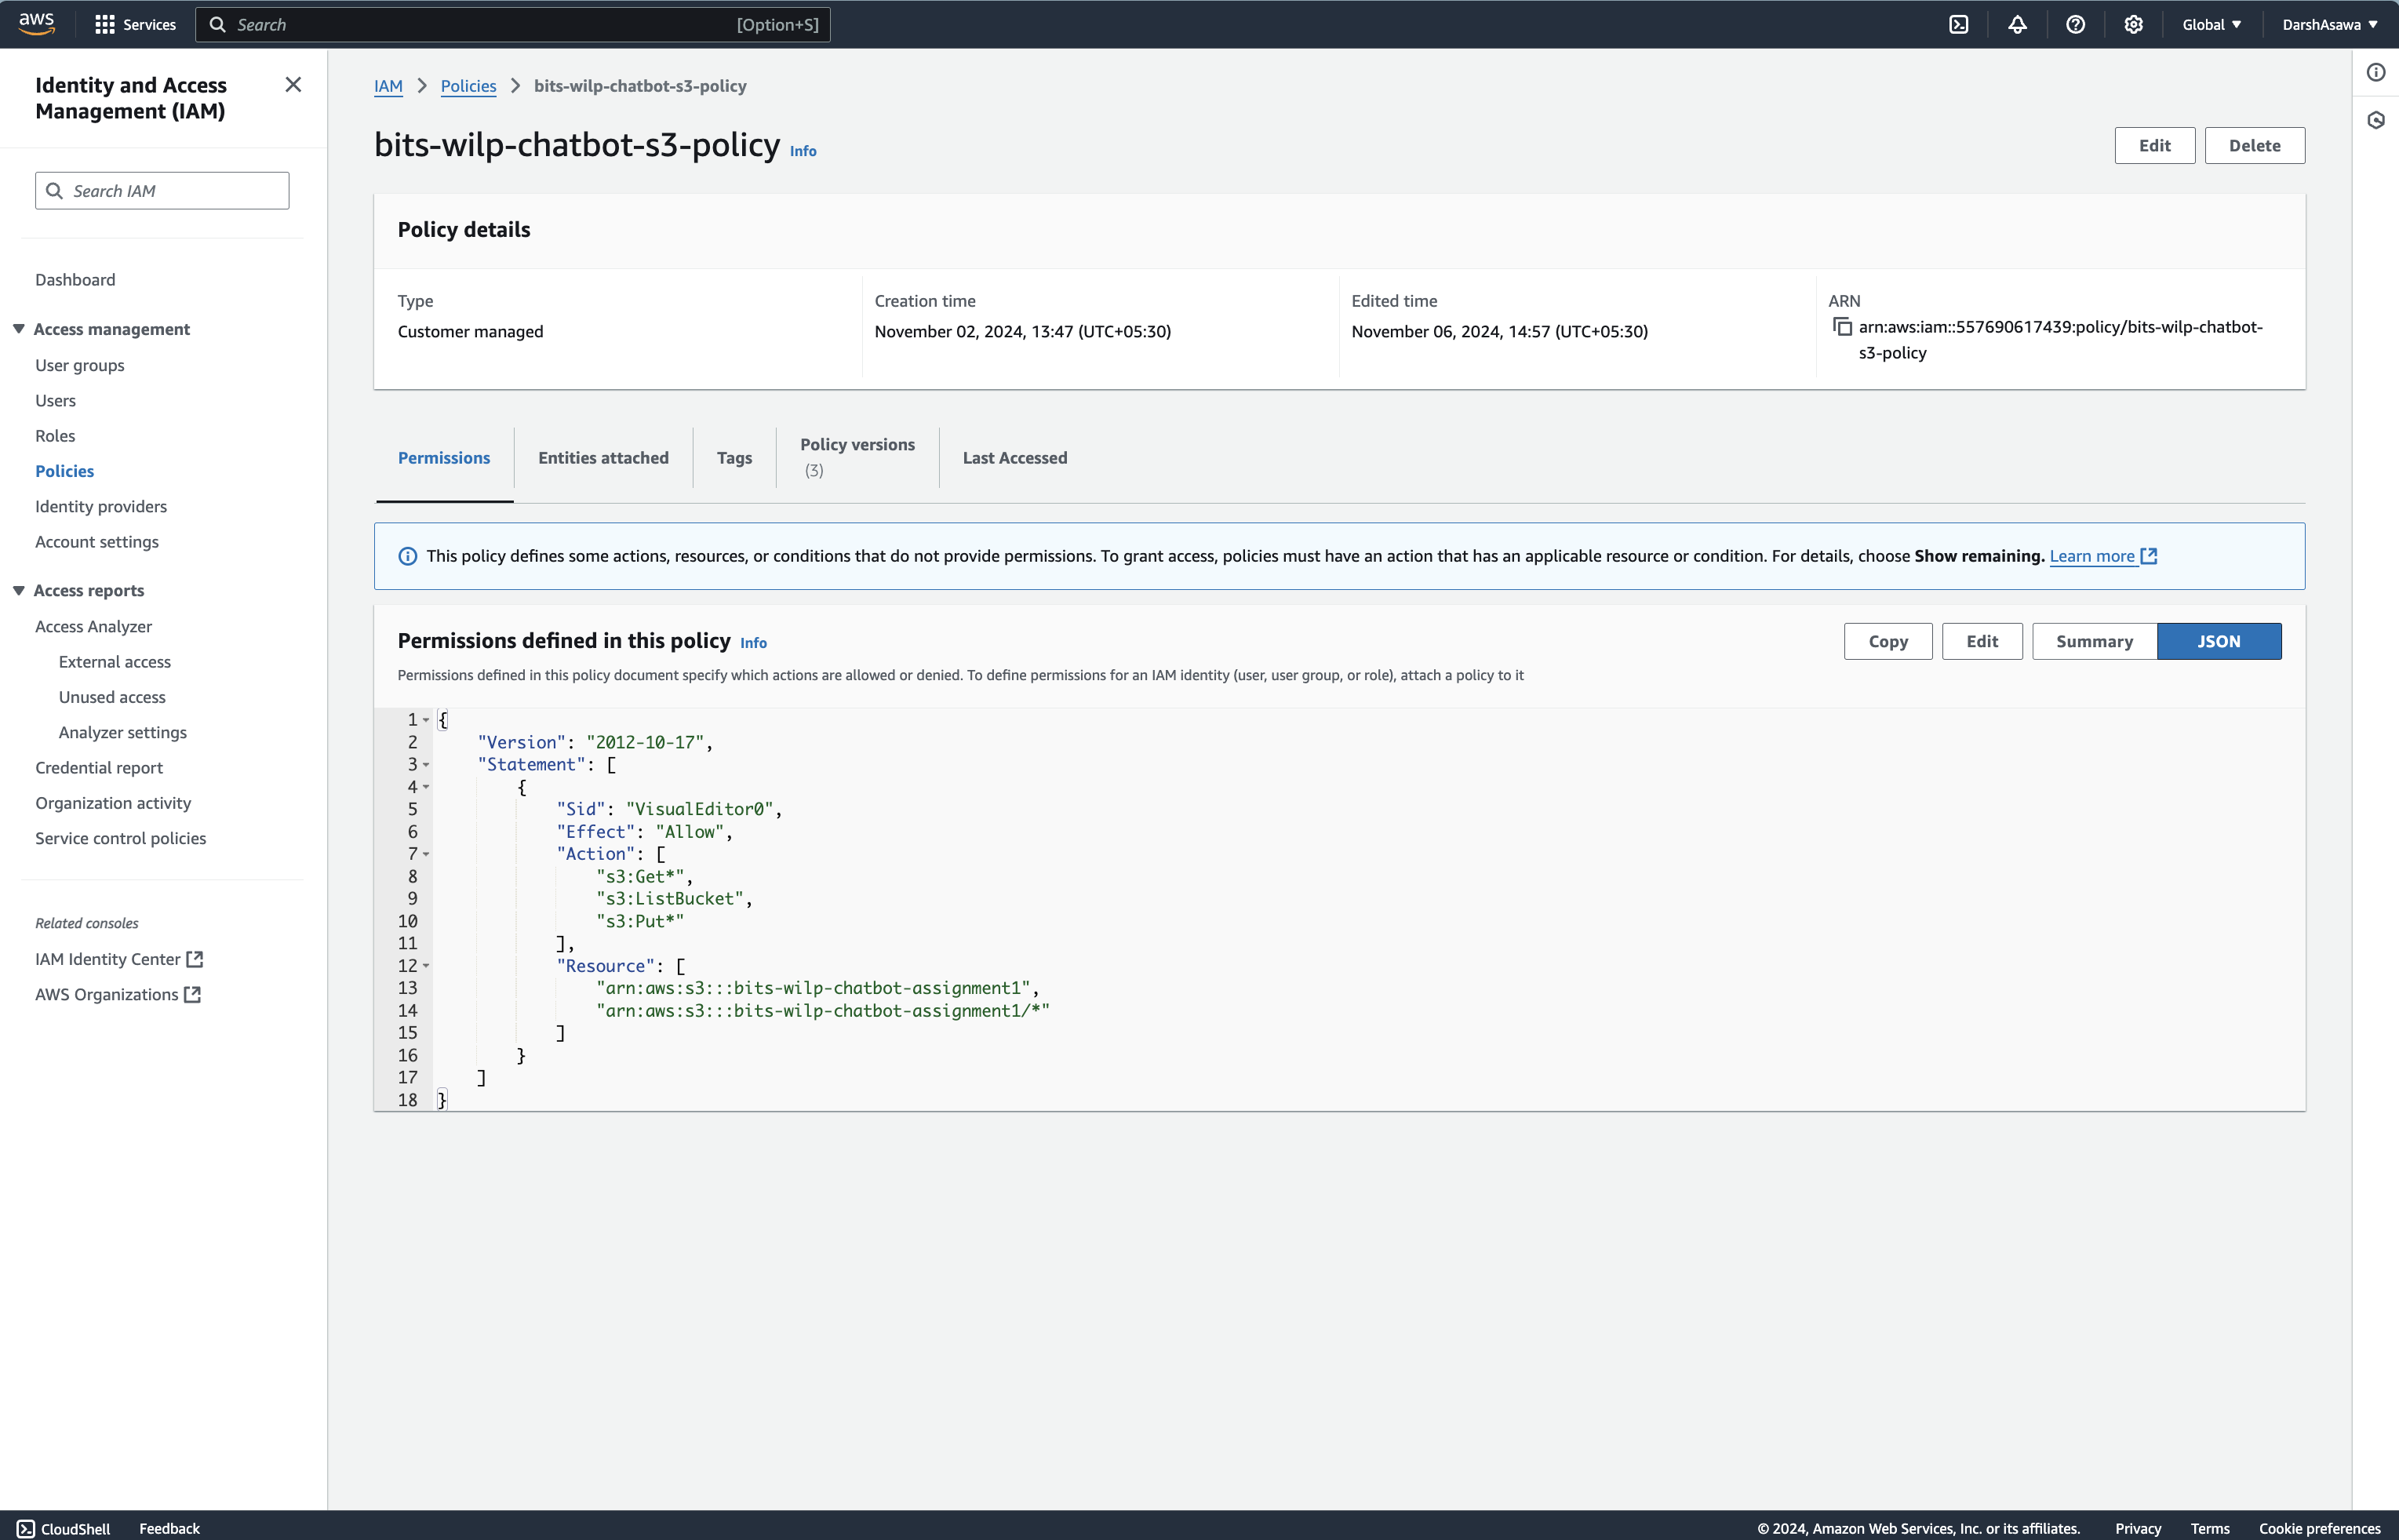 aws
Services
Search
[Option+S]
Global
DarshAsawa
Identity and Access
Management (IAM)
Search IAM
Dashboard
Access management
User groups
Users
Roles
Policies
Identity providers
Account settings
Access reports
Access Analyzer
External access
Unused access
Analyzer settings
Credential report
Organization activity
Service control policies
Related consoles
IAM Identity Center
AWS Organizations
IAM > Policies > bits-wilp-chatbot-s3-policy
bits-wilp-chatbot-s3-policy Info
Edit
Delete
Policy details
Type
Customer managed
Creation time
November 02, 2024, 13:47 (UTC+05:30)
Edited time
November 06, 2024, 14:57 (UTC+05:30)
ARN
arn:aws:iam::557690617439:policy/bits-wilp-chatbot-
s3-policy
Permissions
Entities attached
Tags
Policy versions
(3)
Last Accessed
This policy defines some actions, resources, or conditions that do not provide permissions. To grant access, policies must have an action that has an applicable resource or condition. For details, choose Show remaining. Learn more
Permissions defined in this policy Info
Copy
Edit
Summary
JSON
Permissions defined in this policy document specify which actions are allowed or denied. To define permissions for an IAM identity (user, user group, or role), attach a policy to it
1 {
2 "Version": "2012-10-17",
3 "Statement": [
4 {
5 "Sid": "VisualEditor0",
6 "Effect": "Allow",
7 "Action": [
8 "s3:Get*",
9 "s3:ListBucket",
10 "s3:Put*"
11 ],
12 "Resource": [
13 "arn:aws:s3:::bits-wilp-chatbot-assignment1",
14 "arn:aws:s3:::bits-wilp-chatbot-assignment1/*"
15 ]
16 }
17 ]
18 }
CloudShell
Feedback
© 2024, Amazon Web Services, Inc. or its affiliates.
Privacy
Terms
Cookie preferences